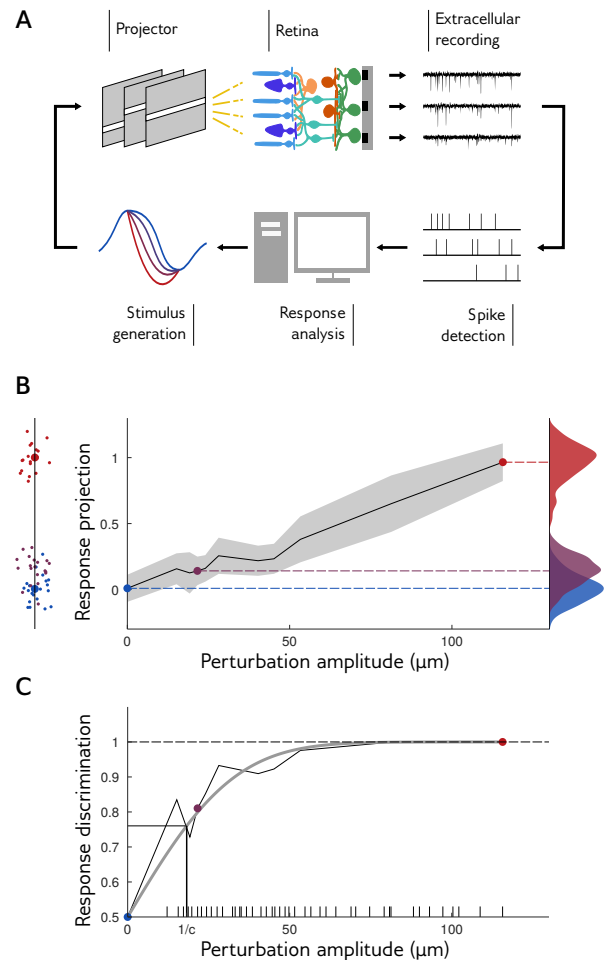 A
Projector
Retina
Extracellular
recording
Stimulus
generation
Response
analysis
Spike
detection
B
Response projection
1
0.5
0
0
50
100
Perturbation amplitude (μm)
C
Response discrimination
1
0.9
0.8
0.7
0.6
0.5
0
1/c
50
100
Perturbation amplitude (μm)